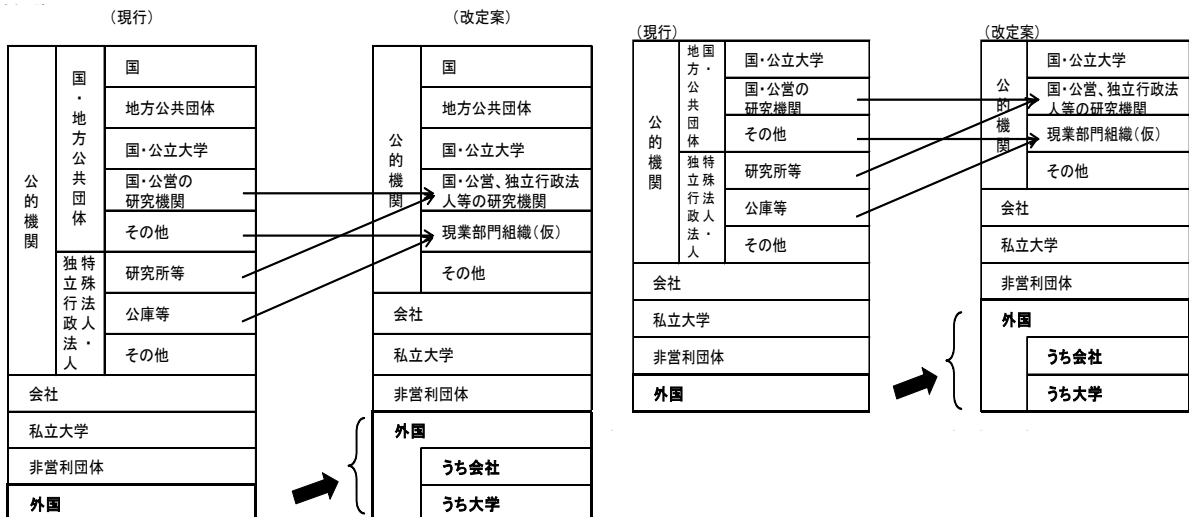 （現行）
公的機関
国・地方公共団体
国
地方公共団体
国・公立大学
国・公営の
研究機関
その他
特殊法人・
独立行政法人
研究所等
公庫等
その他
会社
私立大学
非営利団体
外国
（改定案）
公的機関
国
地方公共団体
国・公立大学
国・公営、独立行政法
人等の研究機関
現業部門組織(仮)
その他
会社
私立大学
非営利団体
外国
うち会社
うち大学
（現行）
公的機関
国・
地方公共団体
国・公立大学
国・公営の
研究機関
その他
特殊法人・
独立行政法人
研究所等
公庫等
その他
会社
私立大学
非営利団体
外国
（改定案）
公的機関
国・公立大学
国・公営、独立行政法
人等の研究機関
現業部門組織(仮)
その他
会社
私立大学
非営利団体
外国
うち会社
うち大学